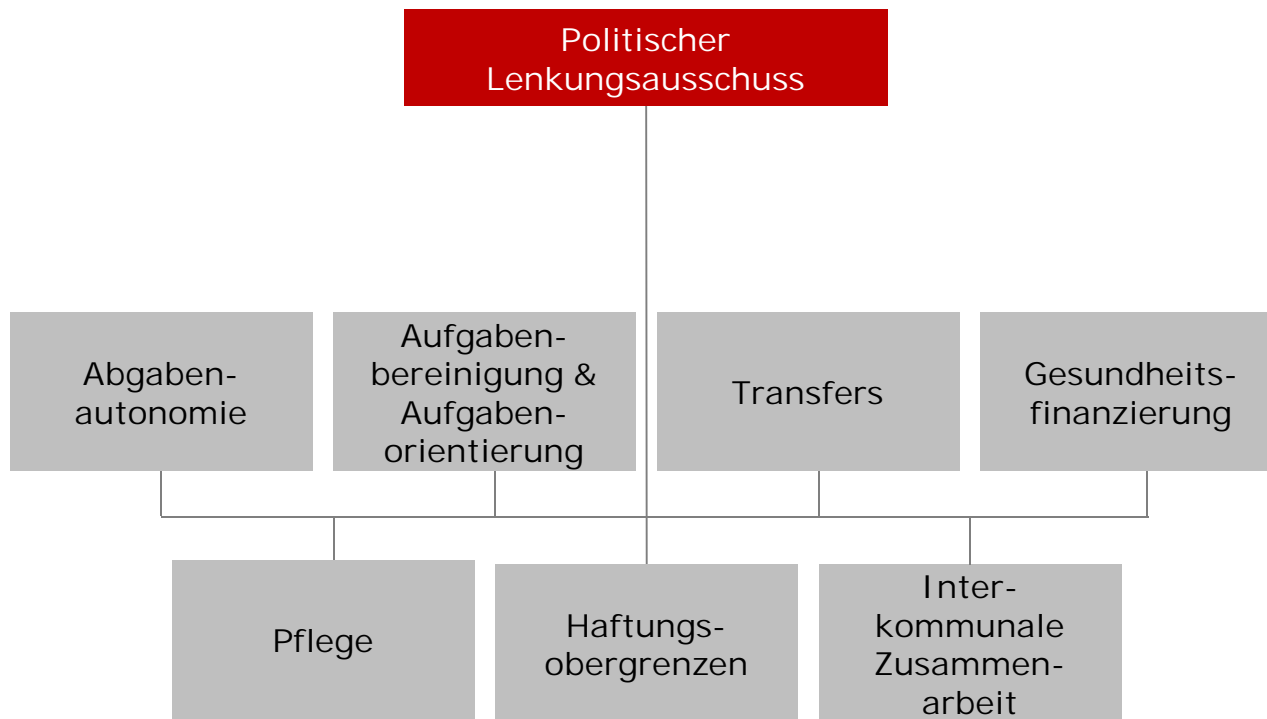 Politischer
Lenkungsausschuss
Abgaben-
autonomie
Aufgaben-
bereinigung &
Aufgaben-
orientierung
Transfers
Gesundheits-
finanzierung
Pflege
Haftungs-
obergrenzen
Inter-
kommunale
Zusammen-
arbeit